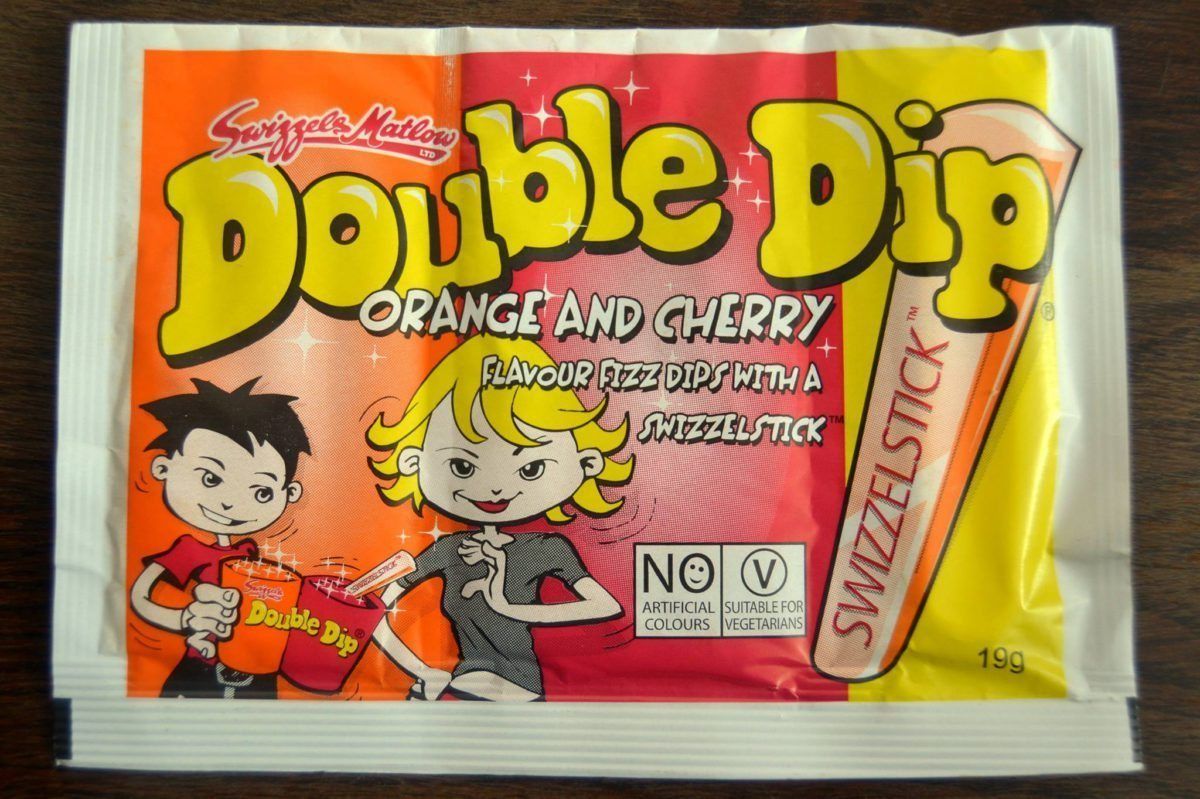 Swizzels Matlow
LTD
Double Dip®
ORANGE AND CHERRY
FLAVOUR FIZZ DIPS WITH A
SWIZZELSTICK™
SWIZZELSTICK™
SWIZZELSTICK™
Swizzels
Double Dip®
NO
ARTIFICIAL
COLOURS
V
SUITABLE FOR
VEGETARIANS
19g